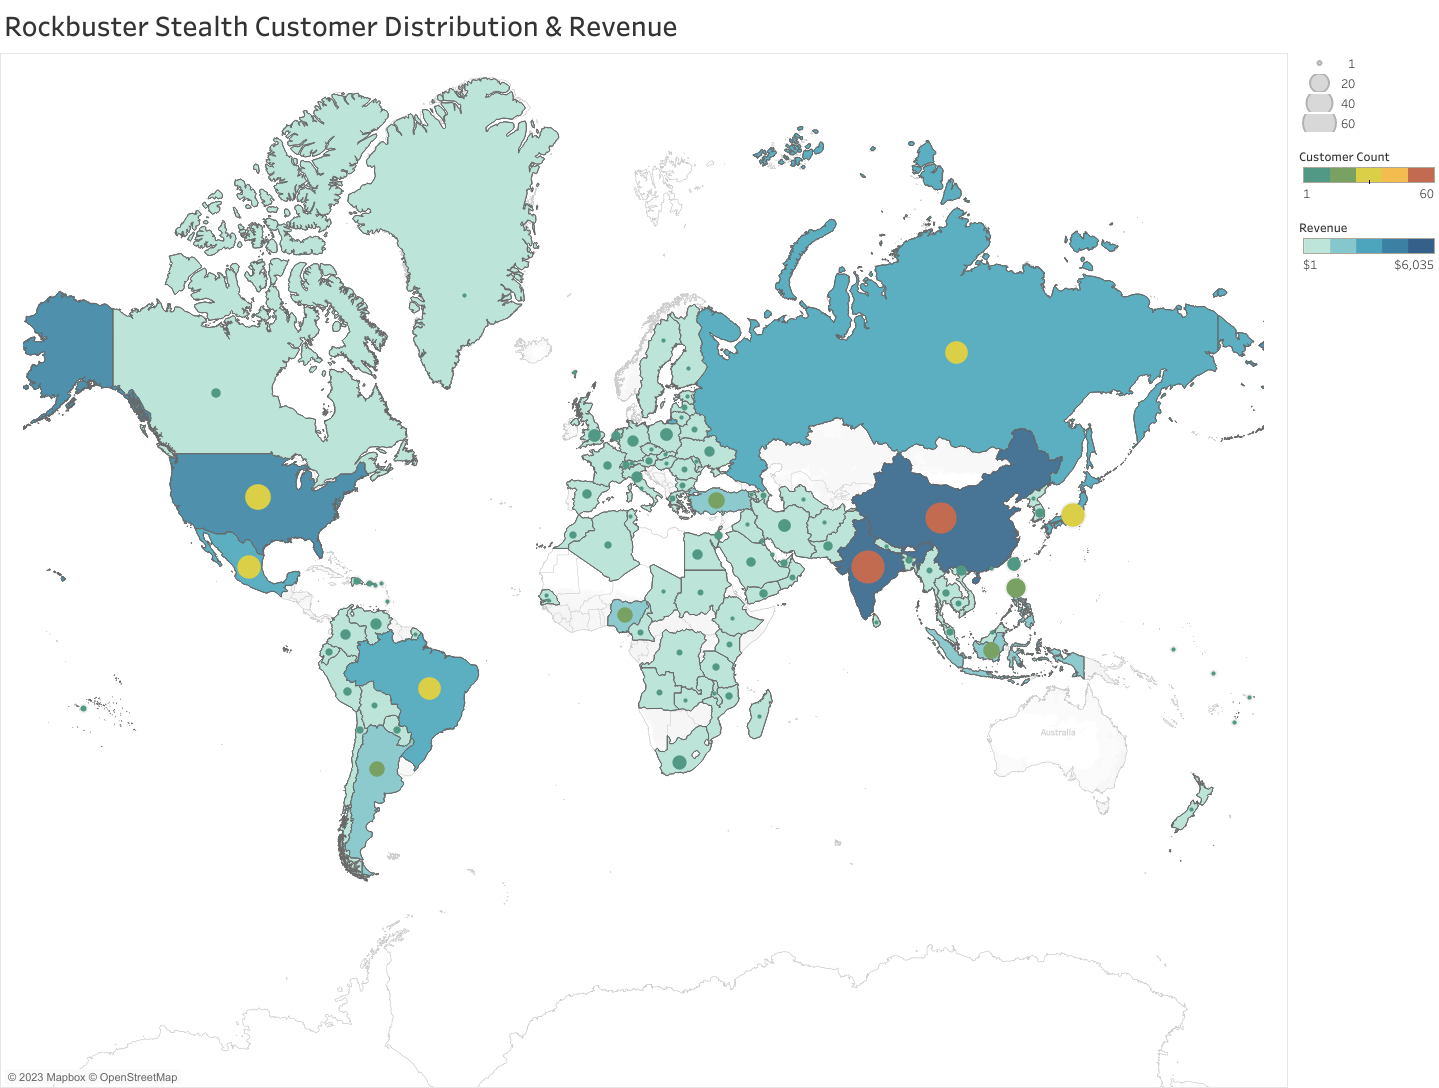 Rockbuster Stealth Customer Distribution & Revenue
1
20
40
60
Customer Count
1 60
Revenue
$1 $6,035
Australia
© 2023 Mapbox © OpenStreetMap